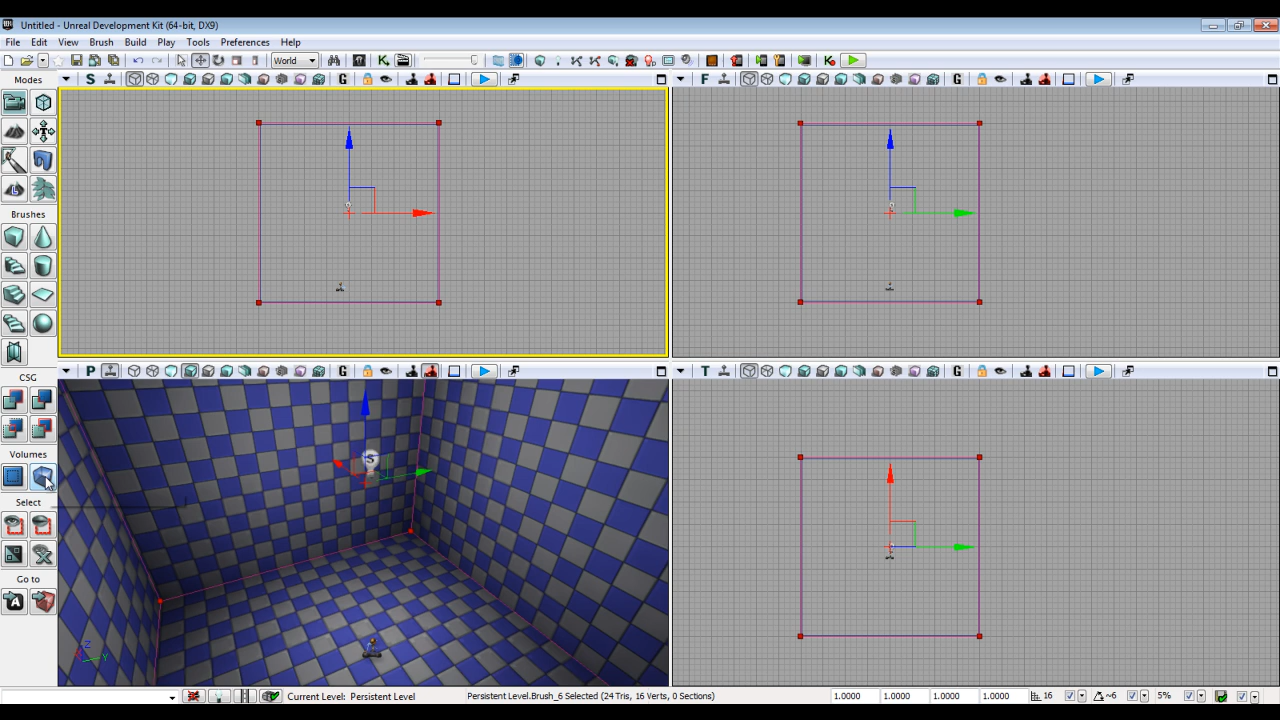 Untitled - Unreal Development Kit (64-bit, DX9)
File Edit View Brush Build Play Tools Preferences Help
World
Modes
S G
F G
Brushes
CSG
P G
T G
Volumes
Select
Go to
S
Z
X Y
Current Level: Persistent Level
Persistent Level.Brush_6 Selected (24 Tris, 16 Verts, 0 Sections)
1.0000 1.0000 1.0000 1.0000 16 ~6 5%